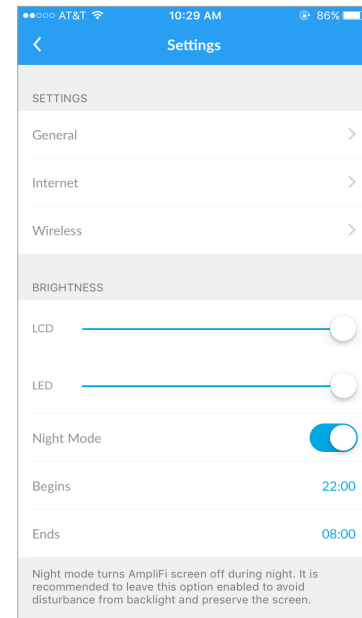 AT&T 10:29 AM 86%
Settings
SETTINGS
General
Internet
Wireless
BRIGHTNESS
LCD
LED
Night Mode
Begins 22:00
Ends 08:00
Night mode turns AmpliFi screen off during night. It is
recommended to leave this option enabled to avoid
disturbance from backlight and preserve the screen.